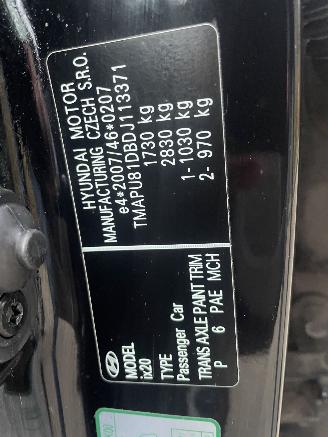 HYUNDAI MOTOR
MANUFACTURING CZECH S.R.O.
e4*2007/46*0207
TMAPU81DBDJ113371
1730 kg
2830 kg
1- 1030 kg
2- 970 kg
MODEL
ix20
TYPE
Passenger Car
TRANS AXLE PAINT TRIM
P 6 PAE MCH